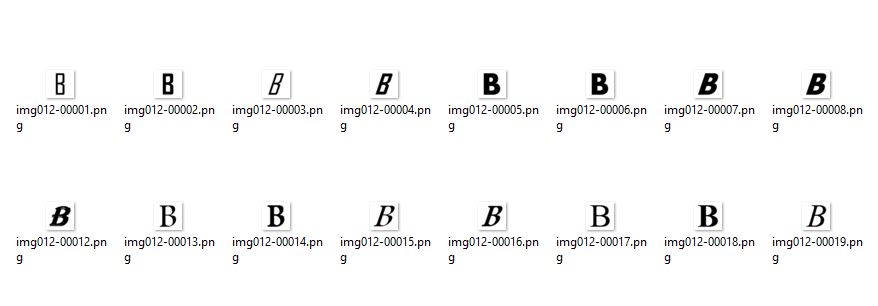 B B B B B B B B
img012-00001.png img012-00002.png img012-00003.png img012-00004.png img012-00005.png img012-00006.png img012-00007.png img012-00008.png
B B B B B B B B
img012-00012.png img012-00013.png img012-00014.png img012-00015.png img012-00016.png img012-00017.png img012-00018.png img012-00019.png